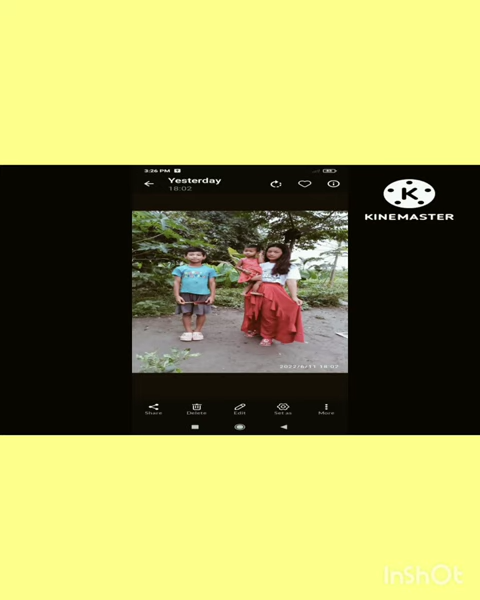 3:26 PM
Yesterday
18:02
KINEMASTER
2022/6/11 18:02
Share
Delete
Edit
Set as
More
InShOt